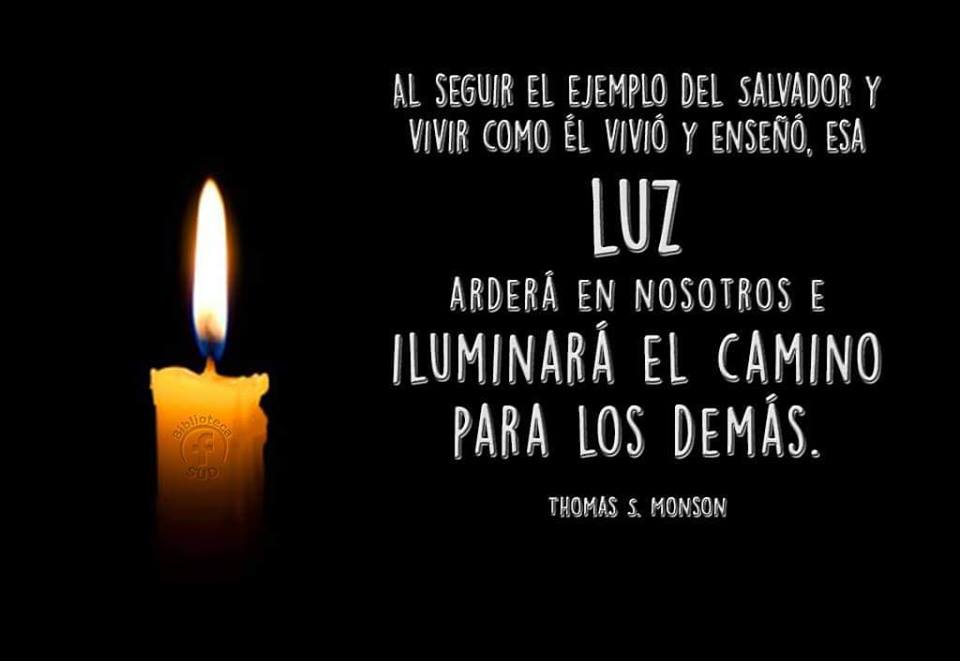 AL SEGUIR EL EJEMPLO DEL SALVADOR Y
VIVIR COMO ÉL VIVIÓ Y ENSEÑÓ, ESA
LUZ
ARDERÁ EN NOSOTROS E
ILUMINARÁ EL CAMINO
PARA LOS DEMÁS.
THOMAS S. MONSON
Biblioteca
f
SUD